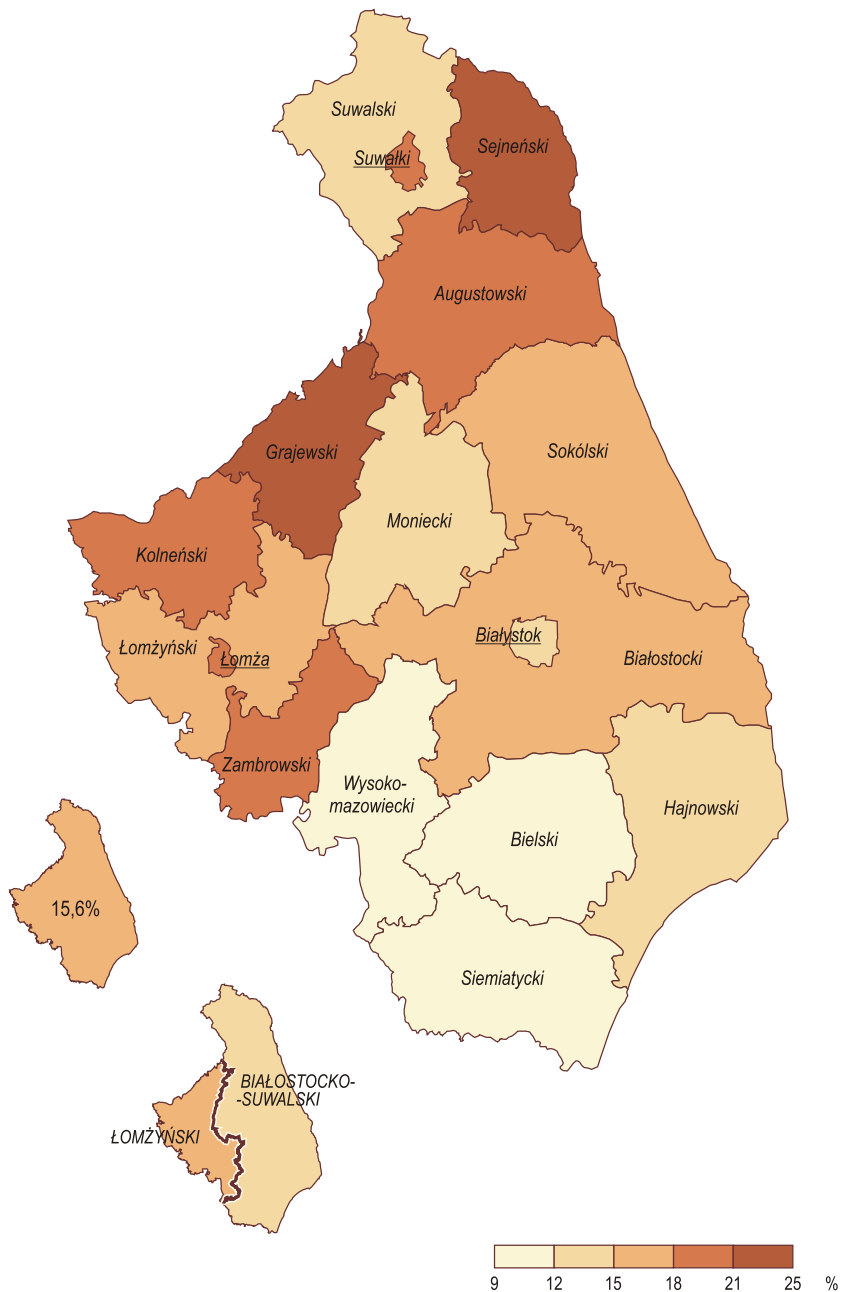 Suwalski
Suwałki
Sejneński
Augustowski
Grajewski
Sokólski
Moniecki
Kolneński
Łomżyński
Łomża
Białystok
Białostocki
Zambrowski
Wysoko-
mazowiecki
Hajnowski
Bielski
15,6%
Siemiatycki
BIAŁOSTOCKO-
-SUWALSKI
ŁOMŻYŃSKI
9 12 15 18 21 25 %